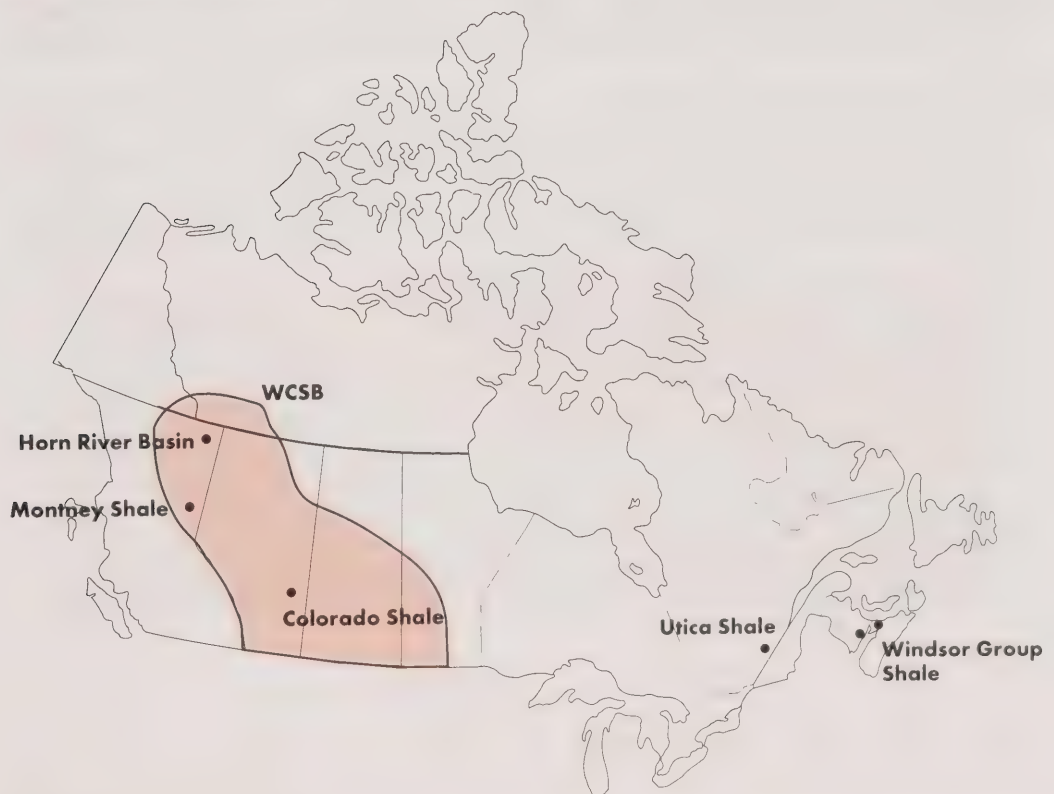 WCSB
Horn River Basin
Montney Shale
Colorado Shale
Utica Shale
Windsor Group
Shale